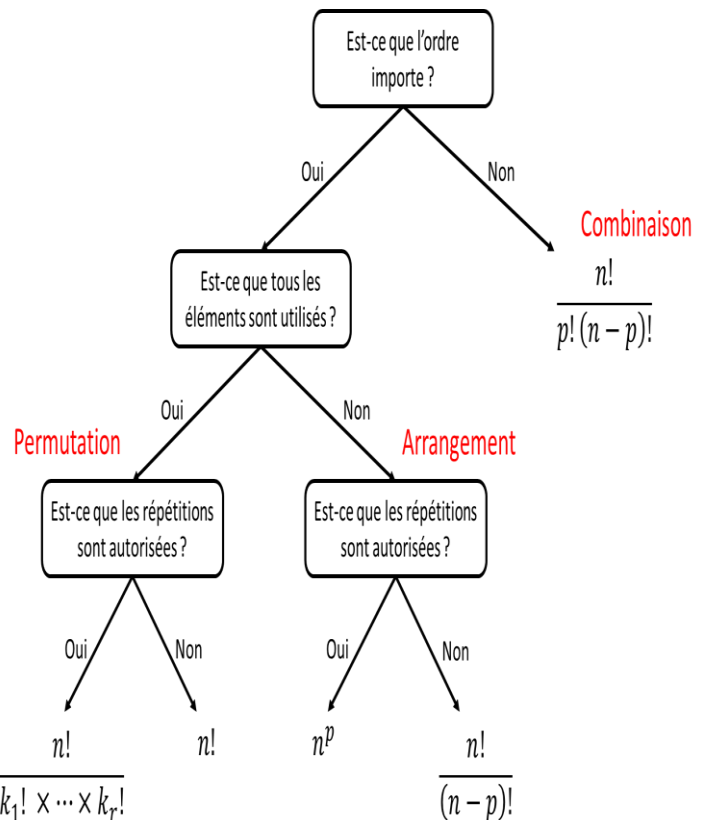 Est-ce que l'ordre
importe ?
Oui
Non
Combinaison
n!
p! (n − p)!
Est-ce que tous les
éléments sont utilisés ?
Oui
Non
Permutation
Arrangement
Est-ce que les répétitions
sont autorisées ?
Est-ce que les répétitions
sont autorisées ?
Oui
Non
Oui
Non
n!
k₁! × ⋯ × kᵣ!
n!
nᵖ
n!
(n − p)!